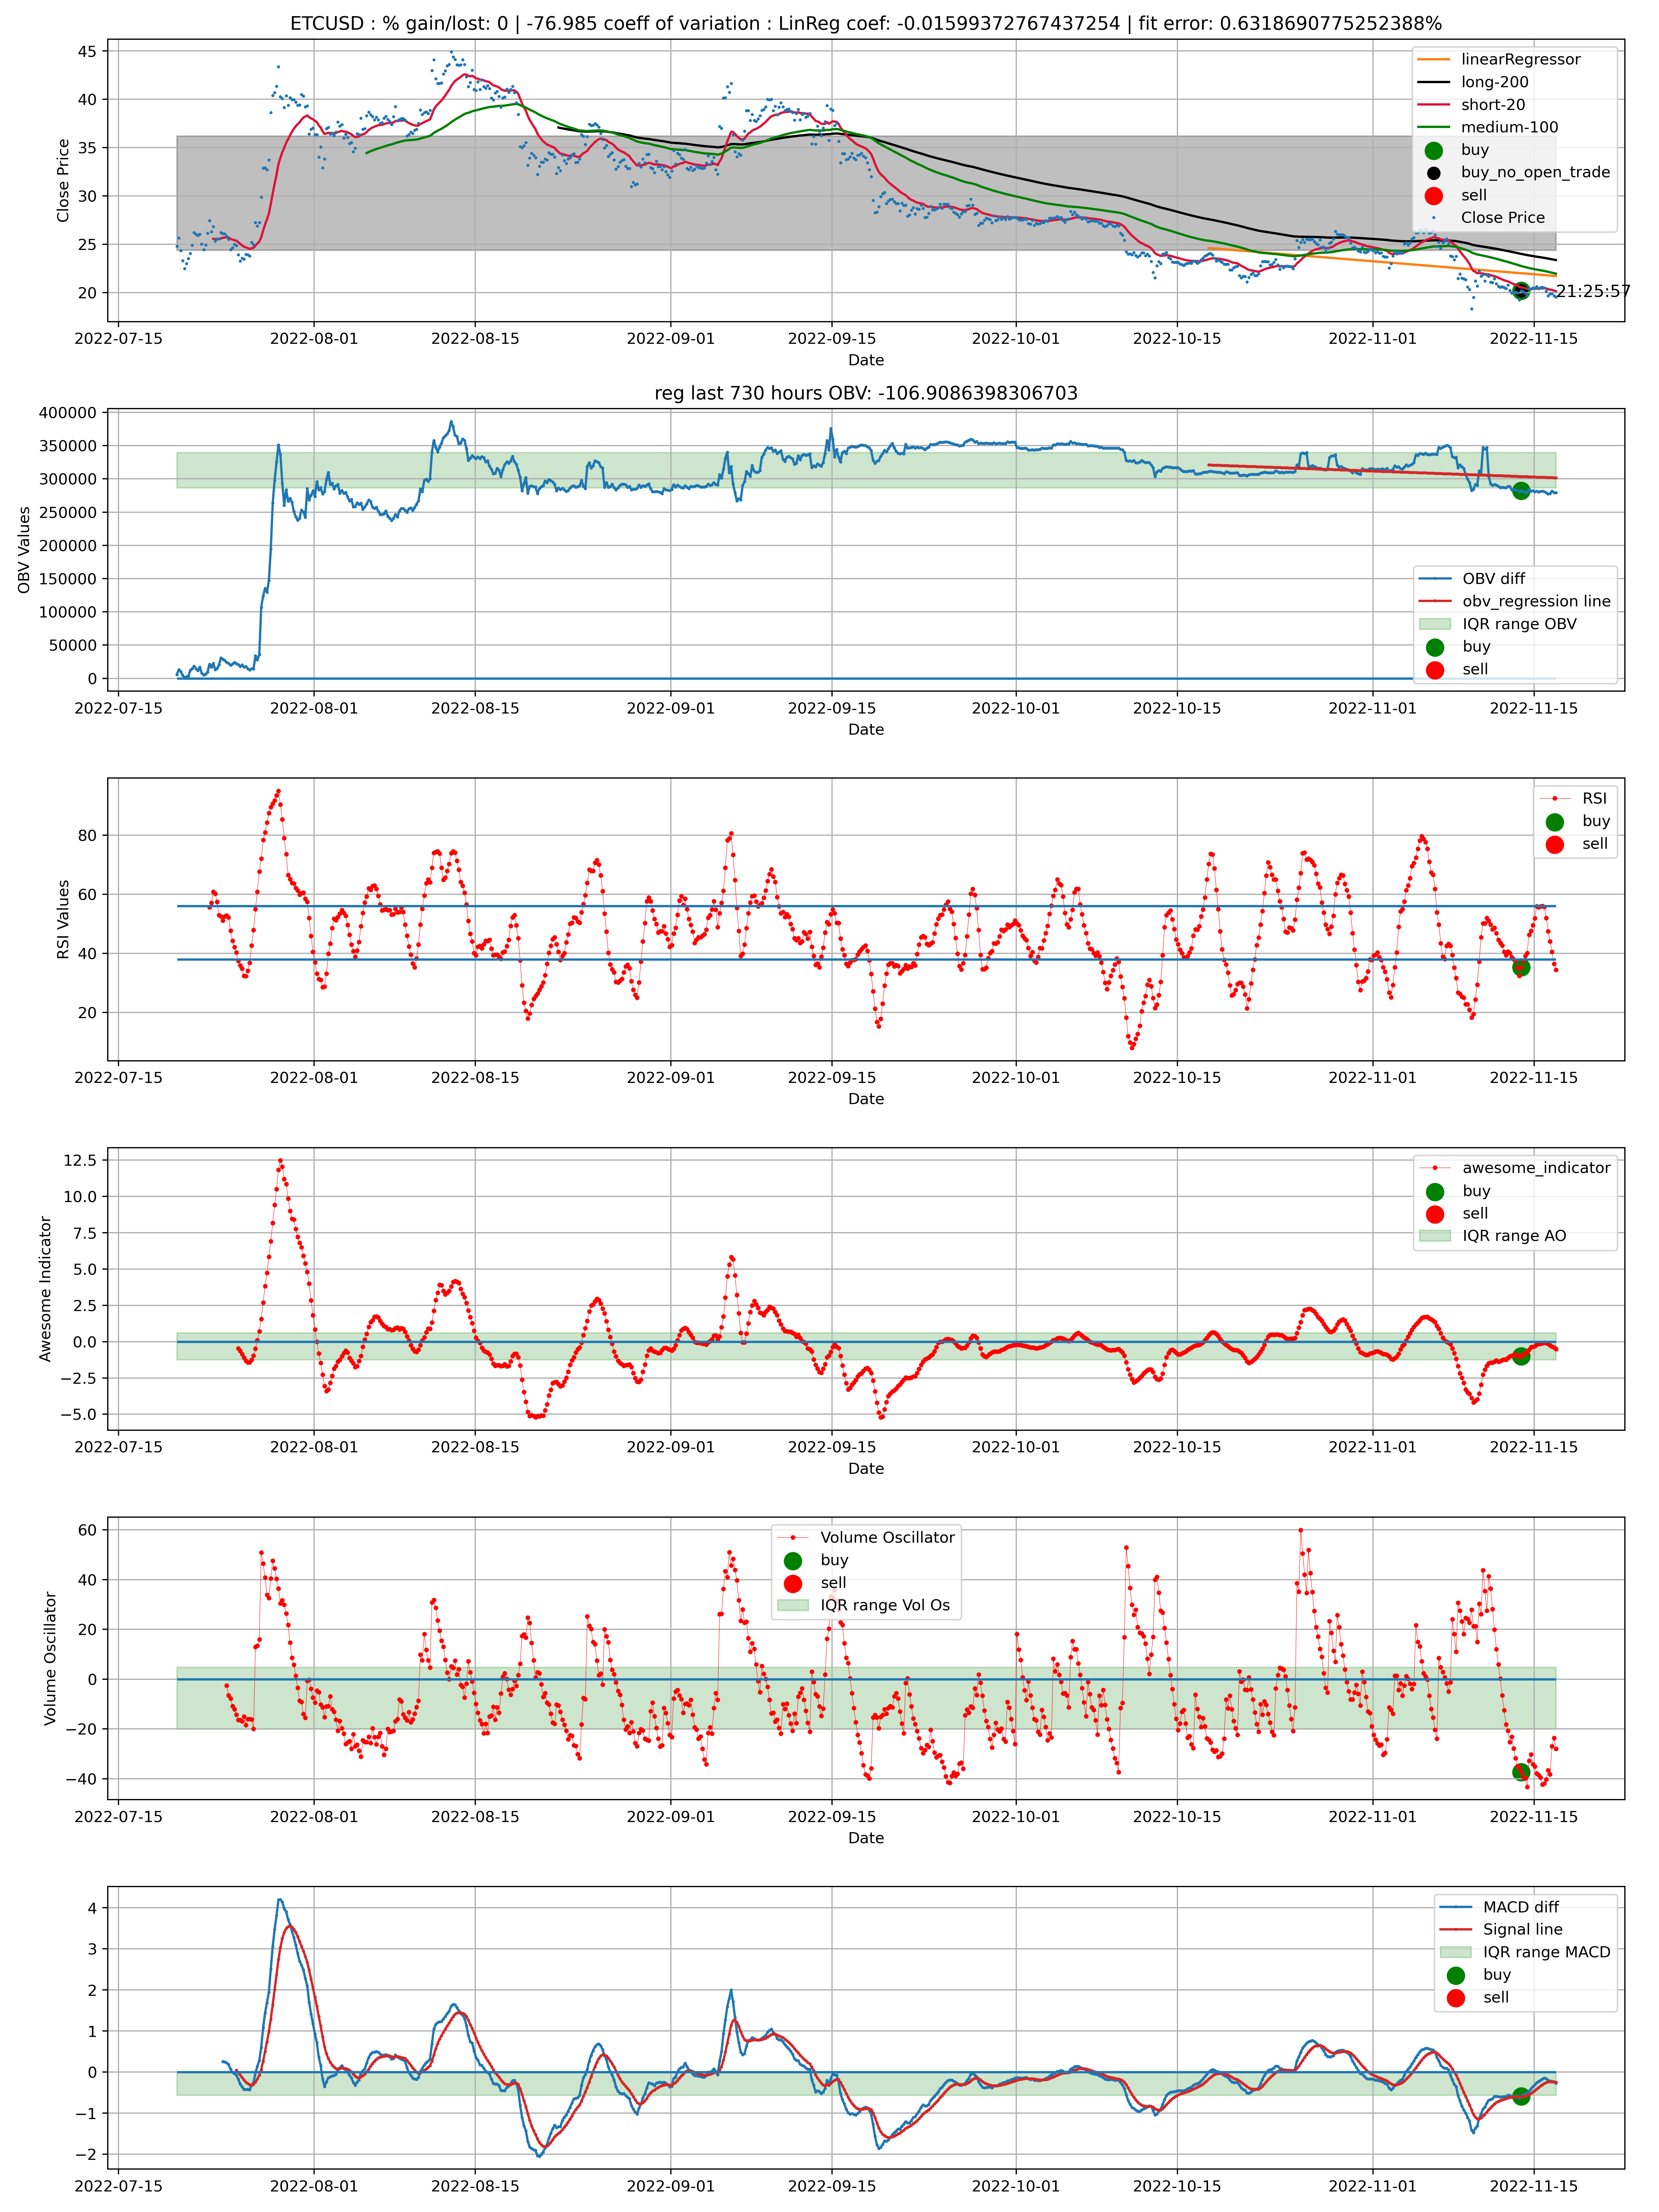 ETCUSD : % gain/lost: 0 | -76.985 coeff of variation : LinReg coef: -0.01599372767437254 | fit error: 0.6318690775252388%
45
40
35
30
25
20
Close Price
linearRegressor
long-200
short-20
medium-100
buy
buy_no_open_trade
sell
Close Price
21:25:57
2022-07-15 2022-08-01 2022-08-15 2022-09-01 2022-09-15 2022-10-01 2022-10-15 2022-11-01 2022-11-15
Date
reg last 730 hours OBV: -106.9086398306703
400000
350000
300000
250000
200000
150000
100000
50000
0
OBV Values
OBV diff
obv_regression line
IQR range OBV
buy
sell
2022-07-15 2022-08-01 2022-08-15 2022-09-01 2022-09-15 2022-10-01 2022-10-15 2022-11-01 2022-11-15
Date
80
60
40
20
RSI Values
RSI
buy
sell
2022-07-15 2022-08-01 2022-08-15 2022-09-01 2022-09-15 2022-10-01 2022-10-15 2022-11-01 2022-11-15
Date
12.5
10.0
7.5
5.0
2.5
0.0
−2.5
−5.0
Awesome Indicator
awesome_indicator
buy
sell
IQR range AO
2022-07-15 2022-08-01 2022-08-15 2022-09-01 2022-09-15 2022-10-01 2022-10-15 2022-11-01 2022-11-15
Date
60
40
20
0
−20
−40
Volume Oscillator
Volume Oscillator
buy
sell
IQR range Vol Os
2022-07-15 2022-08-01 2022-08-15 2022-09-01 2022-09-15 2022-10-01 2022-10-15 2022-11-01 2022-11-15
Date
4
3
2
1
0
−1
−2
MACD diff
Signal line
IQR range MACD
buy
sell
2022-07-15 2022-08-01 2022-08-15 2022-09-01 2022-09-15 2022-10-01 2022-10-15 2022-11-01 2022-11-15